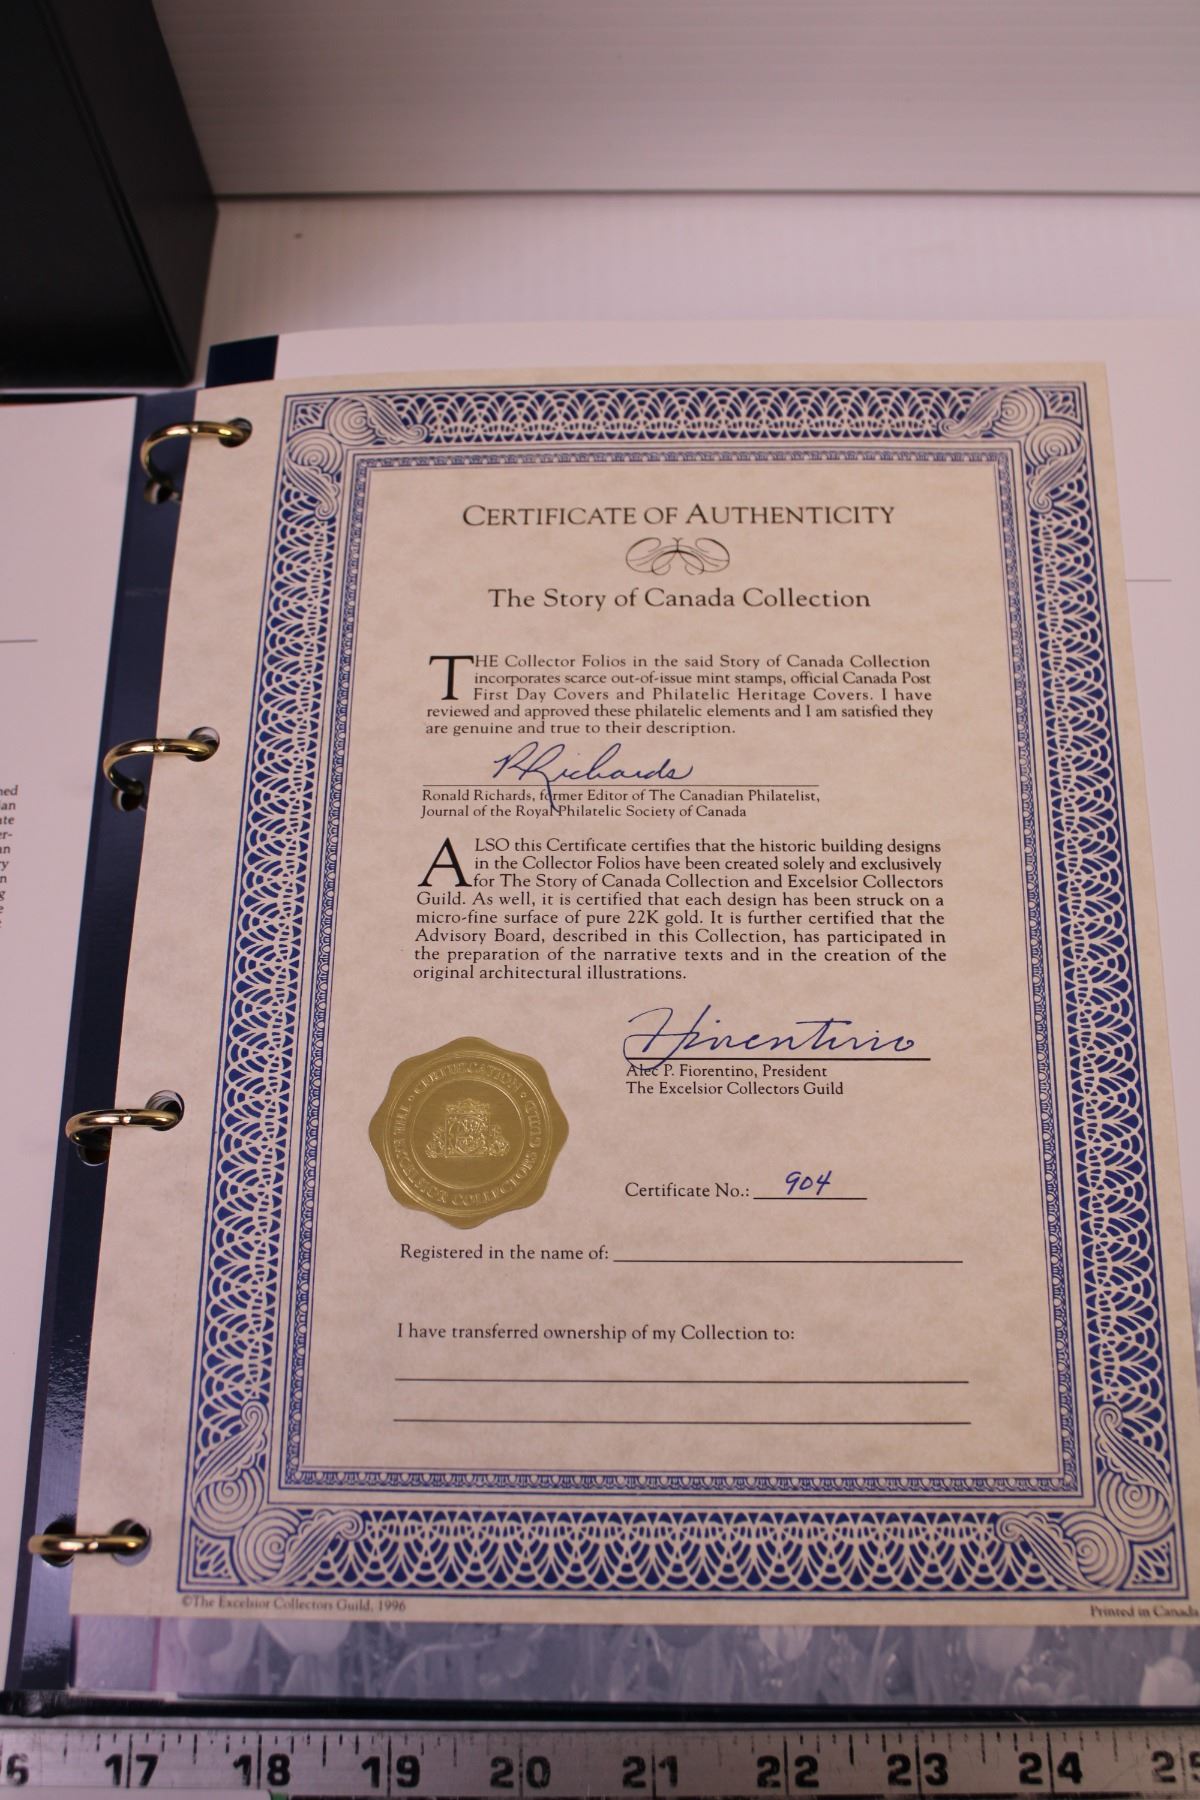 CERTIFICATE OF AUTHENTICITY
The Story of Canada Collection
THE Collector Folios in the said Story of Canada Collection
incorporates scarce out-of-issue mint stamps, official Canada Post
First Day Covers and Philatelic Heritage Covers. I have
reviewed and approved these philatelic elements and I am satisfied they
are genuine and true to their description.
R Richards
Ronald Richards, former Editor of The Canadian Philatelist,
Journal of the Royal Philatelic Society of Canada
ALSO this Certificate certifies that the historic building designs
in the Collector Folios have been created solely and exclusively
for The Story of Canada Collection and Excelsior Collectors
Guild. As well, it is certified that each design has been struck on a
micro-fine surface of pure 22K gold. It is further certified that the
Advisory Board, described in this Collection, has participated in
the preparation of the narrative texts and in the creation of the
original architectural illustrations.
Fiorentino
Alec P. Fiorentino, President
The Excelsior Collectors Guild
• CERTIFICATION •
THE EXCELSIOR COLLECTORS GUILD
Certificate No.: 904
Registered in the name of:
I have transferred ownership of my Collection to:
©The Excelsior Collectors Guild, 1996
Printed in Canada
6 17 18 19 20 21 22 23 24 25